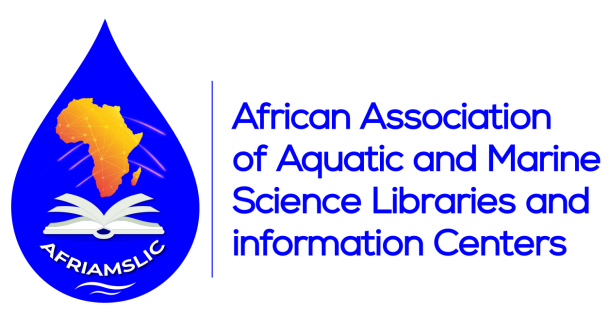 AFRIAMSLIC
African Association
of Aquatic and Marine
Science Libraries and
information Centers